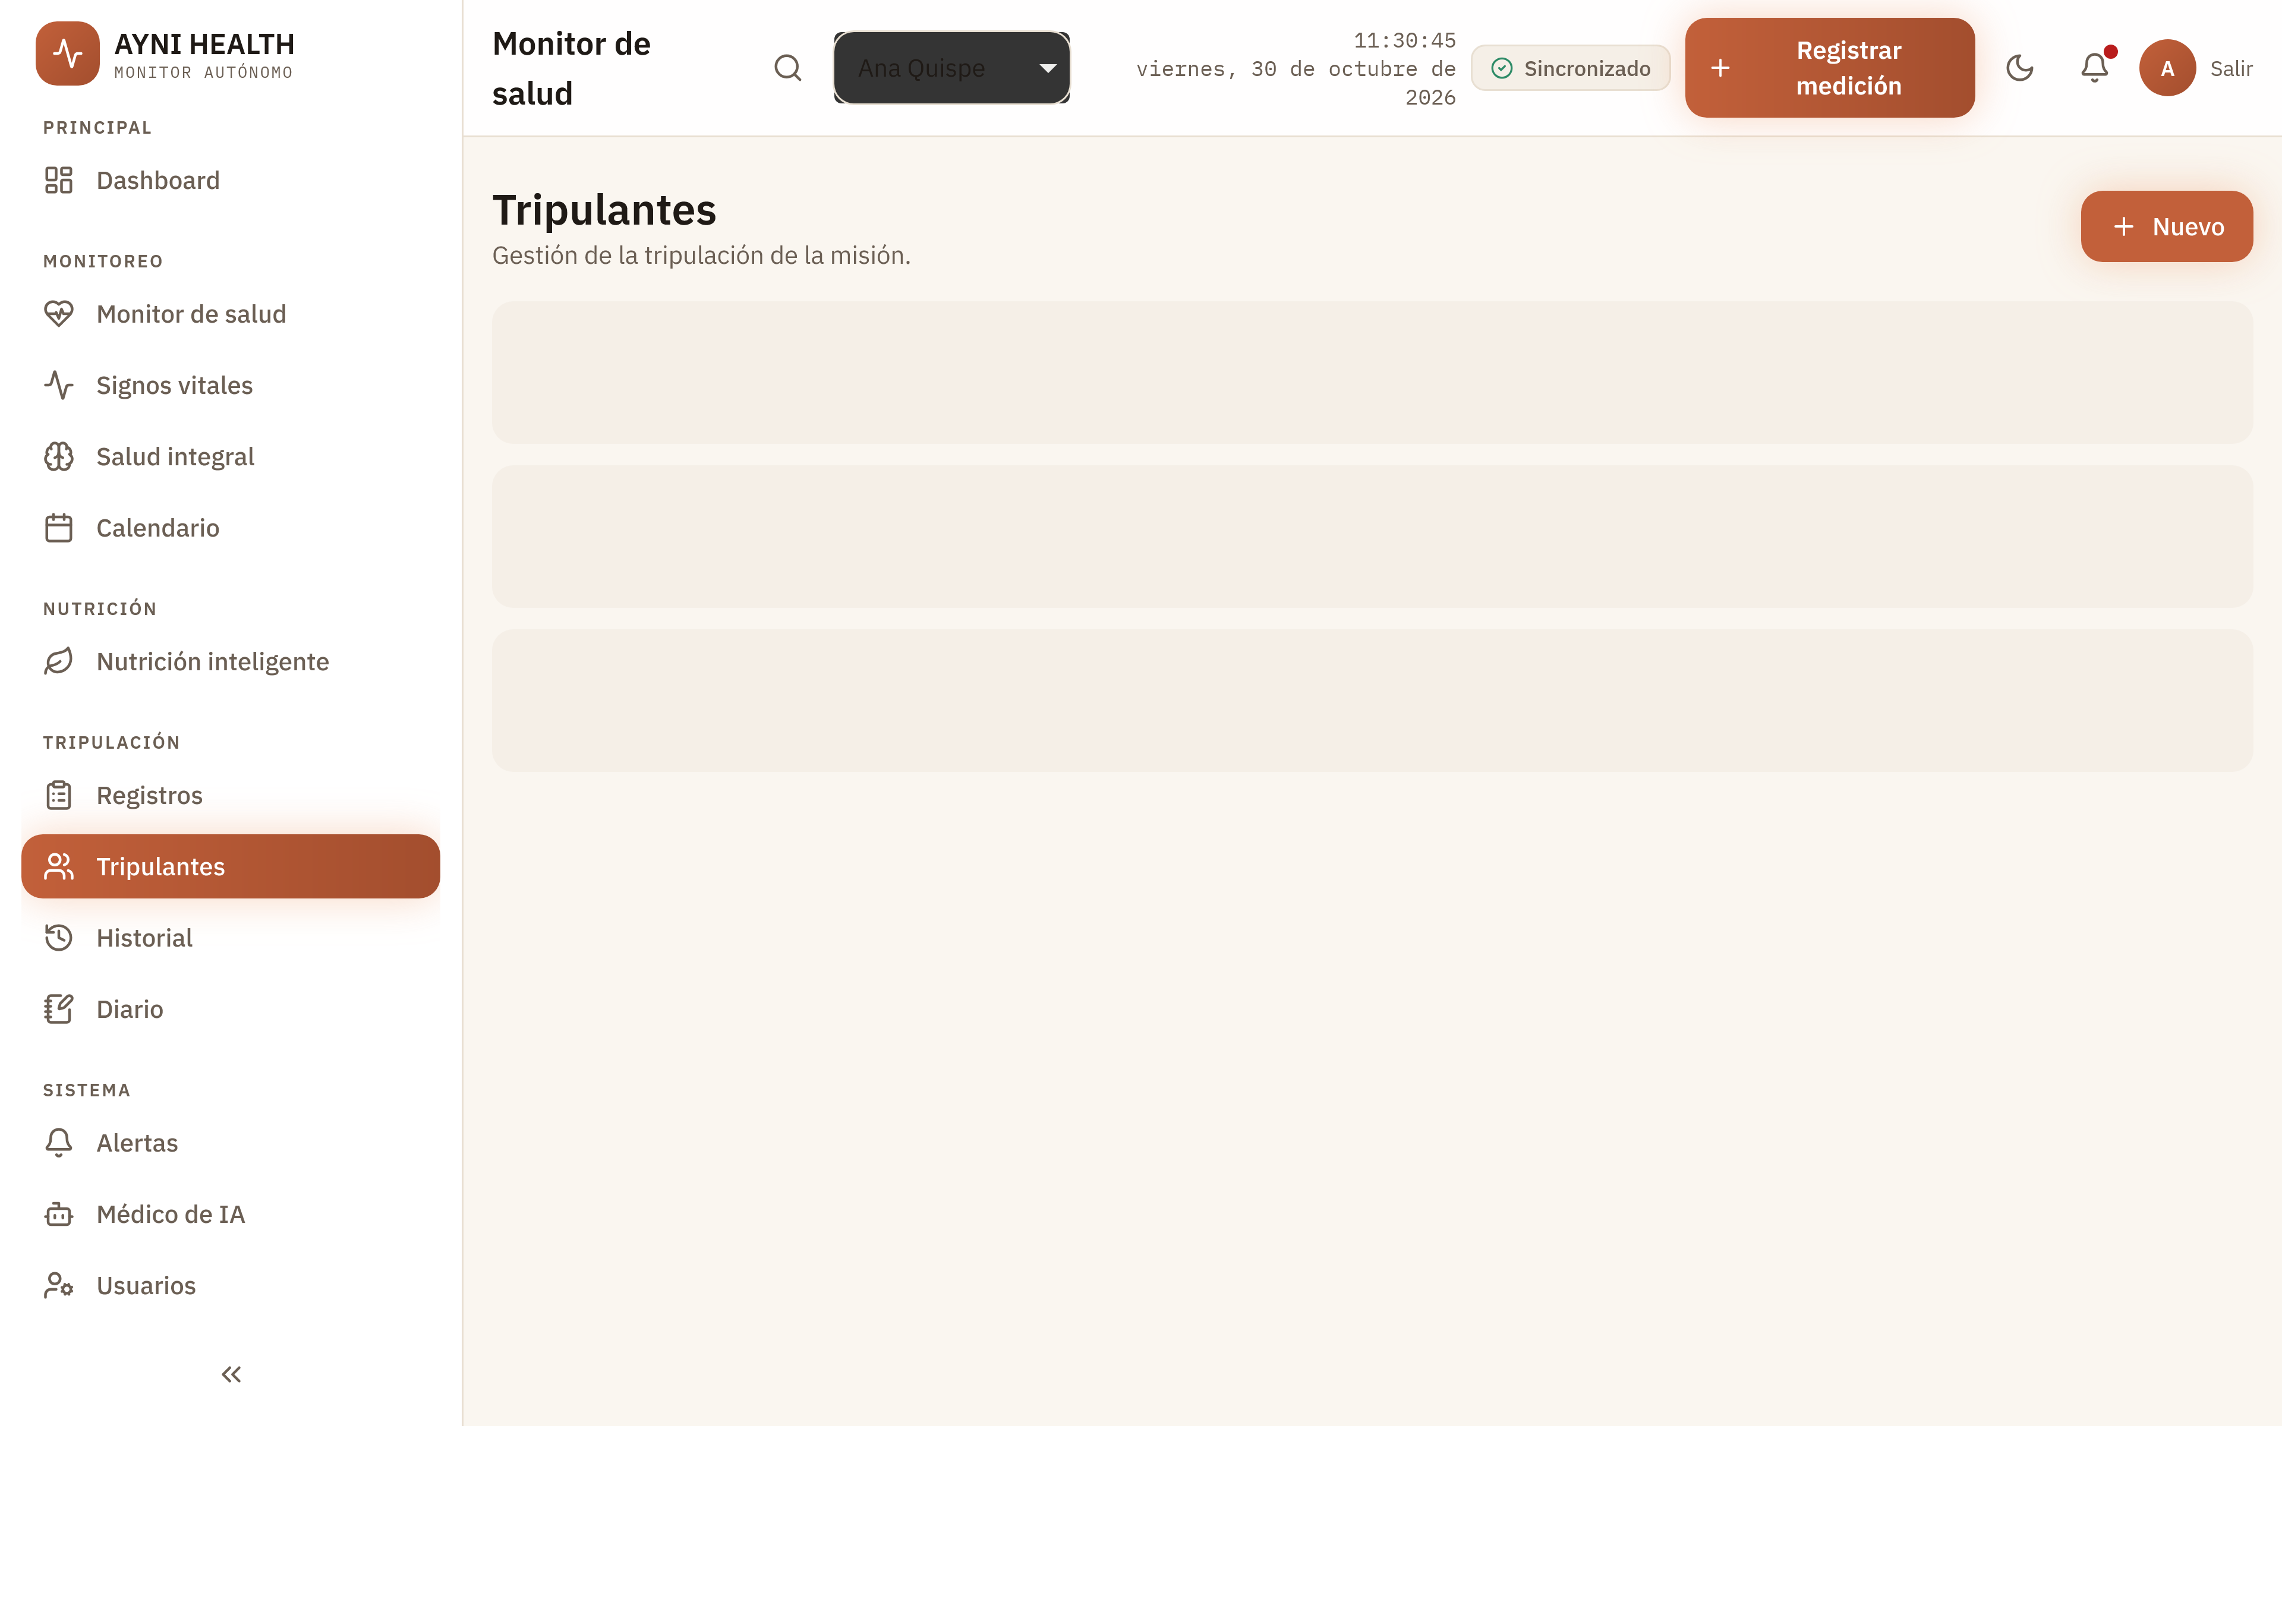 AYNI HEALTH
MONITOR AUTÓNOMO
PRINCIPAL
Dashboard
MONITOREO
Monitor de salud
Signos vitales
Salud integral
Calendario
NUTRICIÓN
Nutrición inteligente
TRIPULACIÓN
Registros
Tripulantes
Historial
Diario
SISTEMA
Alertas
Médico de IA
Usuarios
Monitor de
salud
Ana Quispe
11:30:45
viernes, 30 de octubre de
2026
Sincronizado
Registrar
medición
A
Salir
Tripulantes
Gestión de la tripulación de la misión.
Nuevo